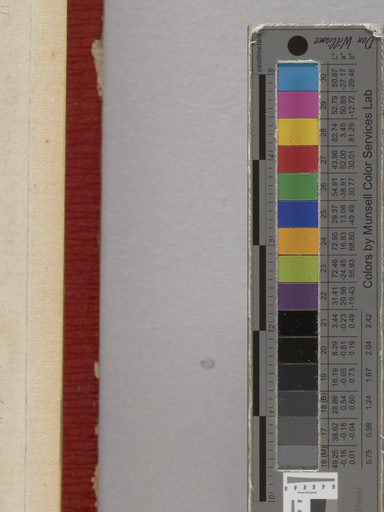 Don Williams
L* 50.87 52.79 82.74 43.96 54.91 29.37 72.95 72.46 31.41 3.44 8.29 16.19 28.86 38.62 49.25
a* -27.17 50.88 3.45 52.00 -38.91 13.06 16.83 -24.45 20.98 -0.23 -0.81 -0.05 0.54 -0.18 -0.16
b* -29.46 -12.72 81.29 30.01 30.77 -49.49 68.80 55.93 -19.43 0.49 0.19 0.73 0.60 -0.04 0.01
30 29 28 27 26 25 24 23 22 21 20 19 18 (B) 17 16 (M)
0.75 0.98 1.24 1.67 2.04 2.42
Colors by Munsell Color Services Lab
centimeters
0 1 2 3 4 5